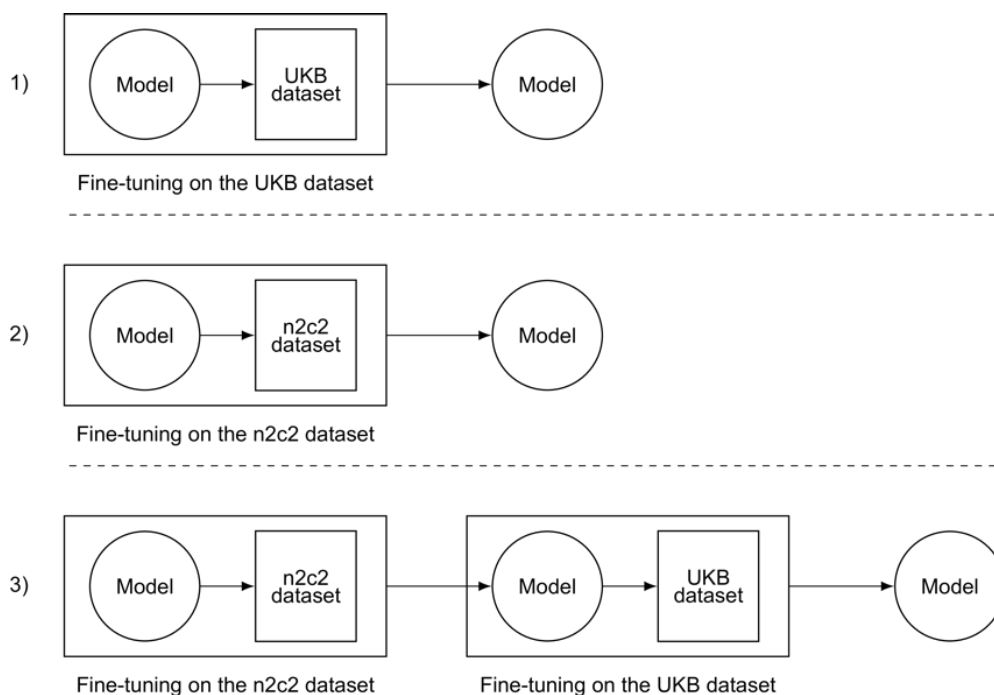 1)
Model
UKB
dataset
Model
Fine-tuning on the UKB dataset
2)
Model
n2c2
dataset
Model
Fine-tuning on the n2c2 dataset
3)
Model
n2c2
dataset
Model
UKB
dataset
Model
Fine-tuning on the n2c2 dataset
Fine-tuning on the UKB dataset